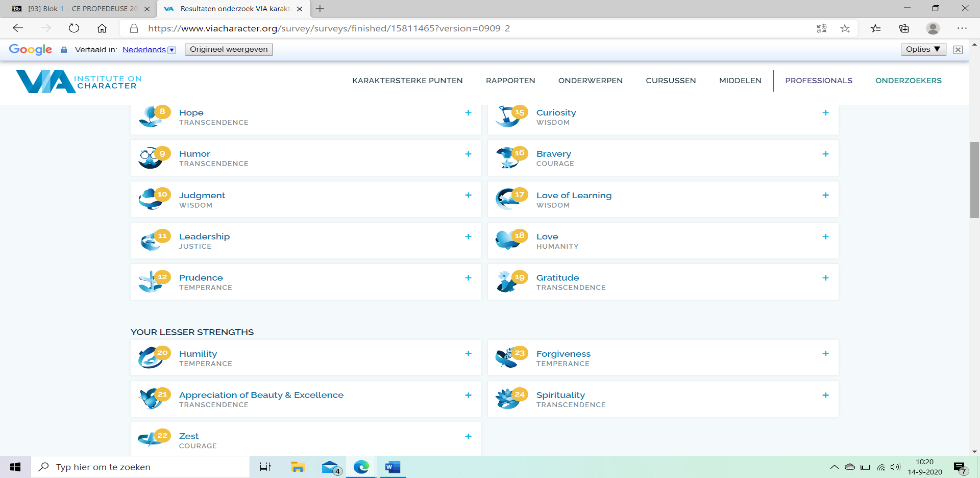 [93] Blok 1 - CE PROPEDEUSE 20
Resultaten onderzoek VIA karakt
https://www.viacharacter.org/survey/surveys/finished/15811465?version=0909_2
Google Vertaald in: Nederlands Origineel weergeven Opties ▼
VIA INSTITUTE ON CHARACTER
KARAKTERSTERKE PUNTEN RAPPORTEN ONDERWERPEN CURSUSSEN MIDDELEN PROFESSIONALS ONDERZOEKERS
8 Hope
TRANSCENDENCE
15 Curiosity
WISDOM
9 Humor
TRANSCENDENCE
16 Bravery
COURAGE
10 Judgment
WISDOM
17 Love of Learning
WISDOM
11 Leadership
JUSTICE
18 Love
HUMANITY
12 Prudence
TEMPERANCE
19 Gratitude
TRANSCENDENCE
YOUR LESSER STRENGTHS
20 Humility
TEMPERANCE
23 Forgiveness
TEMPERANCE
21 Appreciation of Beauty & Excellence
TRANSCENDENCE
24 Spirituality
TRANSCENDENCE
22 Zest
COURAGE
Typ hier om te zoeken
4
10:20
14-9-2020
7